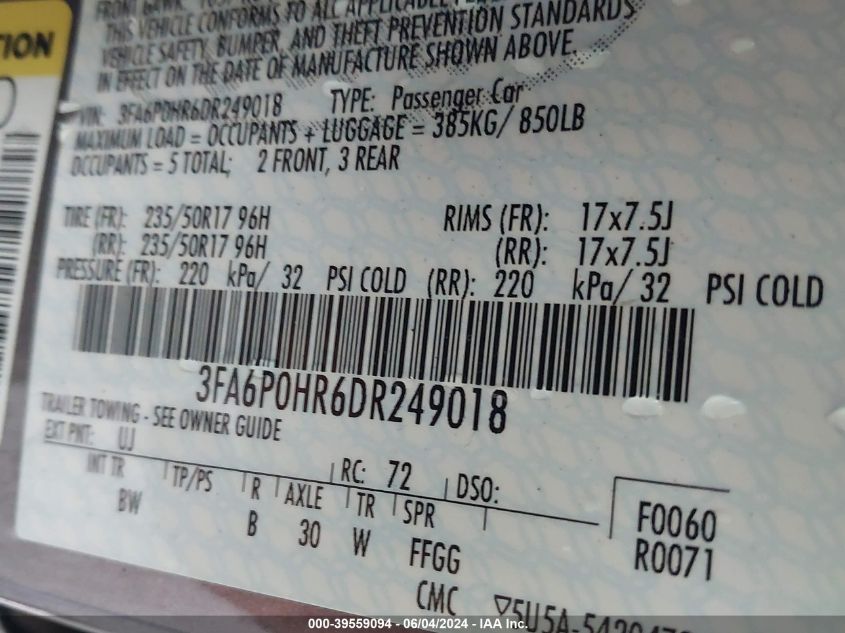 TION
THIS VEHICLE CONFORMS TO ALL APPLICABLE
VEHICLE SAFETY, BUMPER, AND THEFT PREVENTION STANDARDS
IN EFFECT ON THE DATE OF MANUFACTURE SHOWN ABOVE.
VIN: 3FA6P0HR6DR249018 TYPE: Passenger Car
MAXIMUM LOAD = OCCUPANTS + LUGGAGE = 385KG/ 850LB
OCCUPANTS = 5 TOTAL; 2 FRONT, 3 REAR
TIRE (FR): 235/50R17 96H RIMS (FR): 17x7.5J
(RR): 235/50R17 96H (RR): 17x7.5J
PRESSURE (FR): 220 kPa/ 32 PSI COLD (RR): 220 kPa/ 32 PSI COLD
3FA6P0HR6DR249018
TRAILER TOWING - SEE OWNER GUIDE
EXT PNT: UJ RC: 72 DSO:
INT TR TP/PS R AXLE TR SPR F0060
BW B 30 W FFGG R0071
CMC
000-39559094 - 06/04/2024 - IAA Inc.